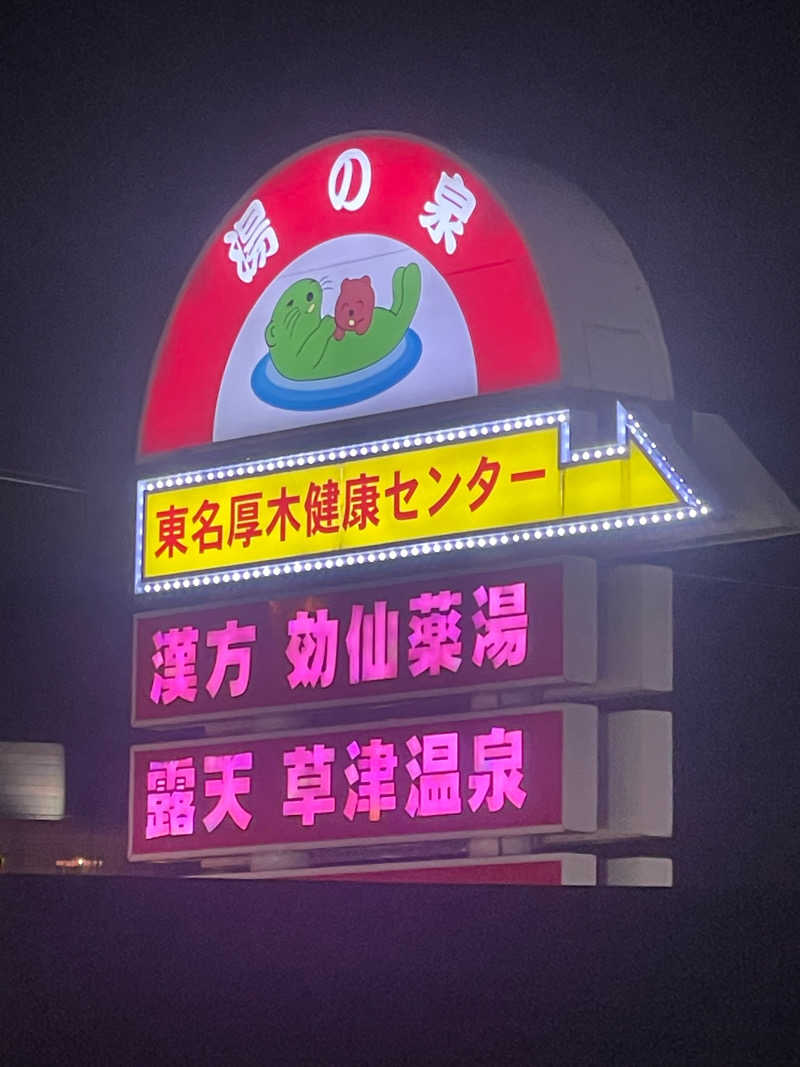 湯の泉
東名厚木健康センター
漢方 効仙薬湯
露天 草津温泉